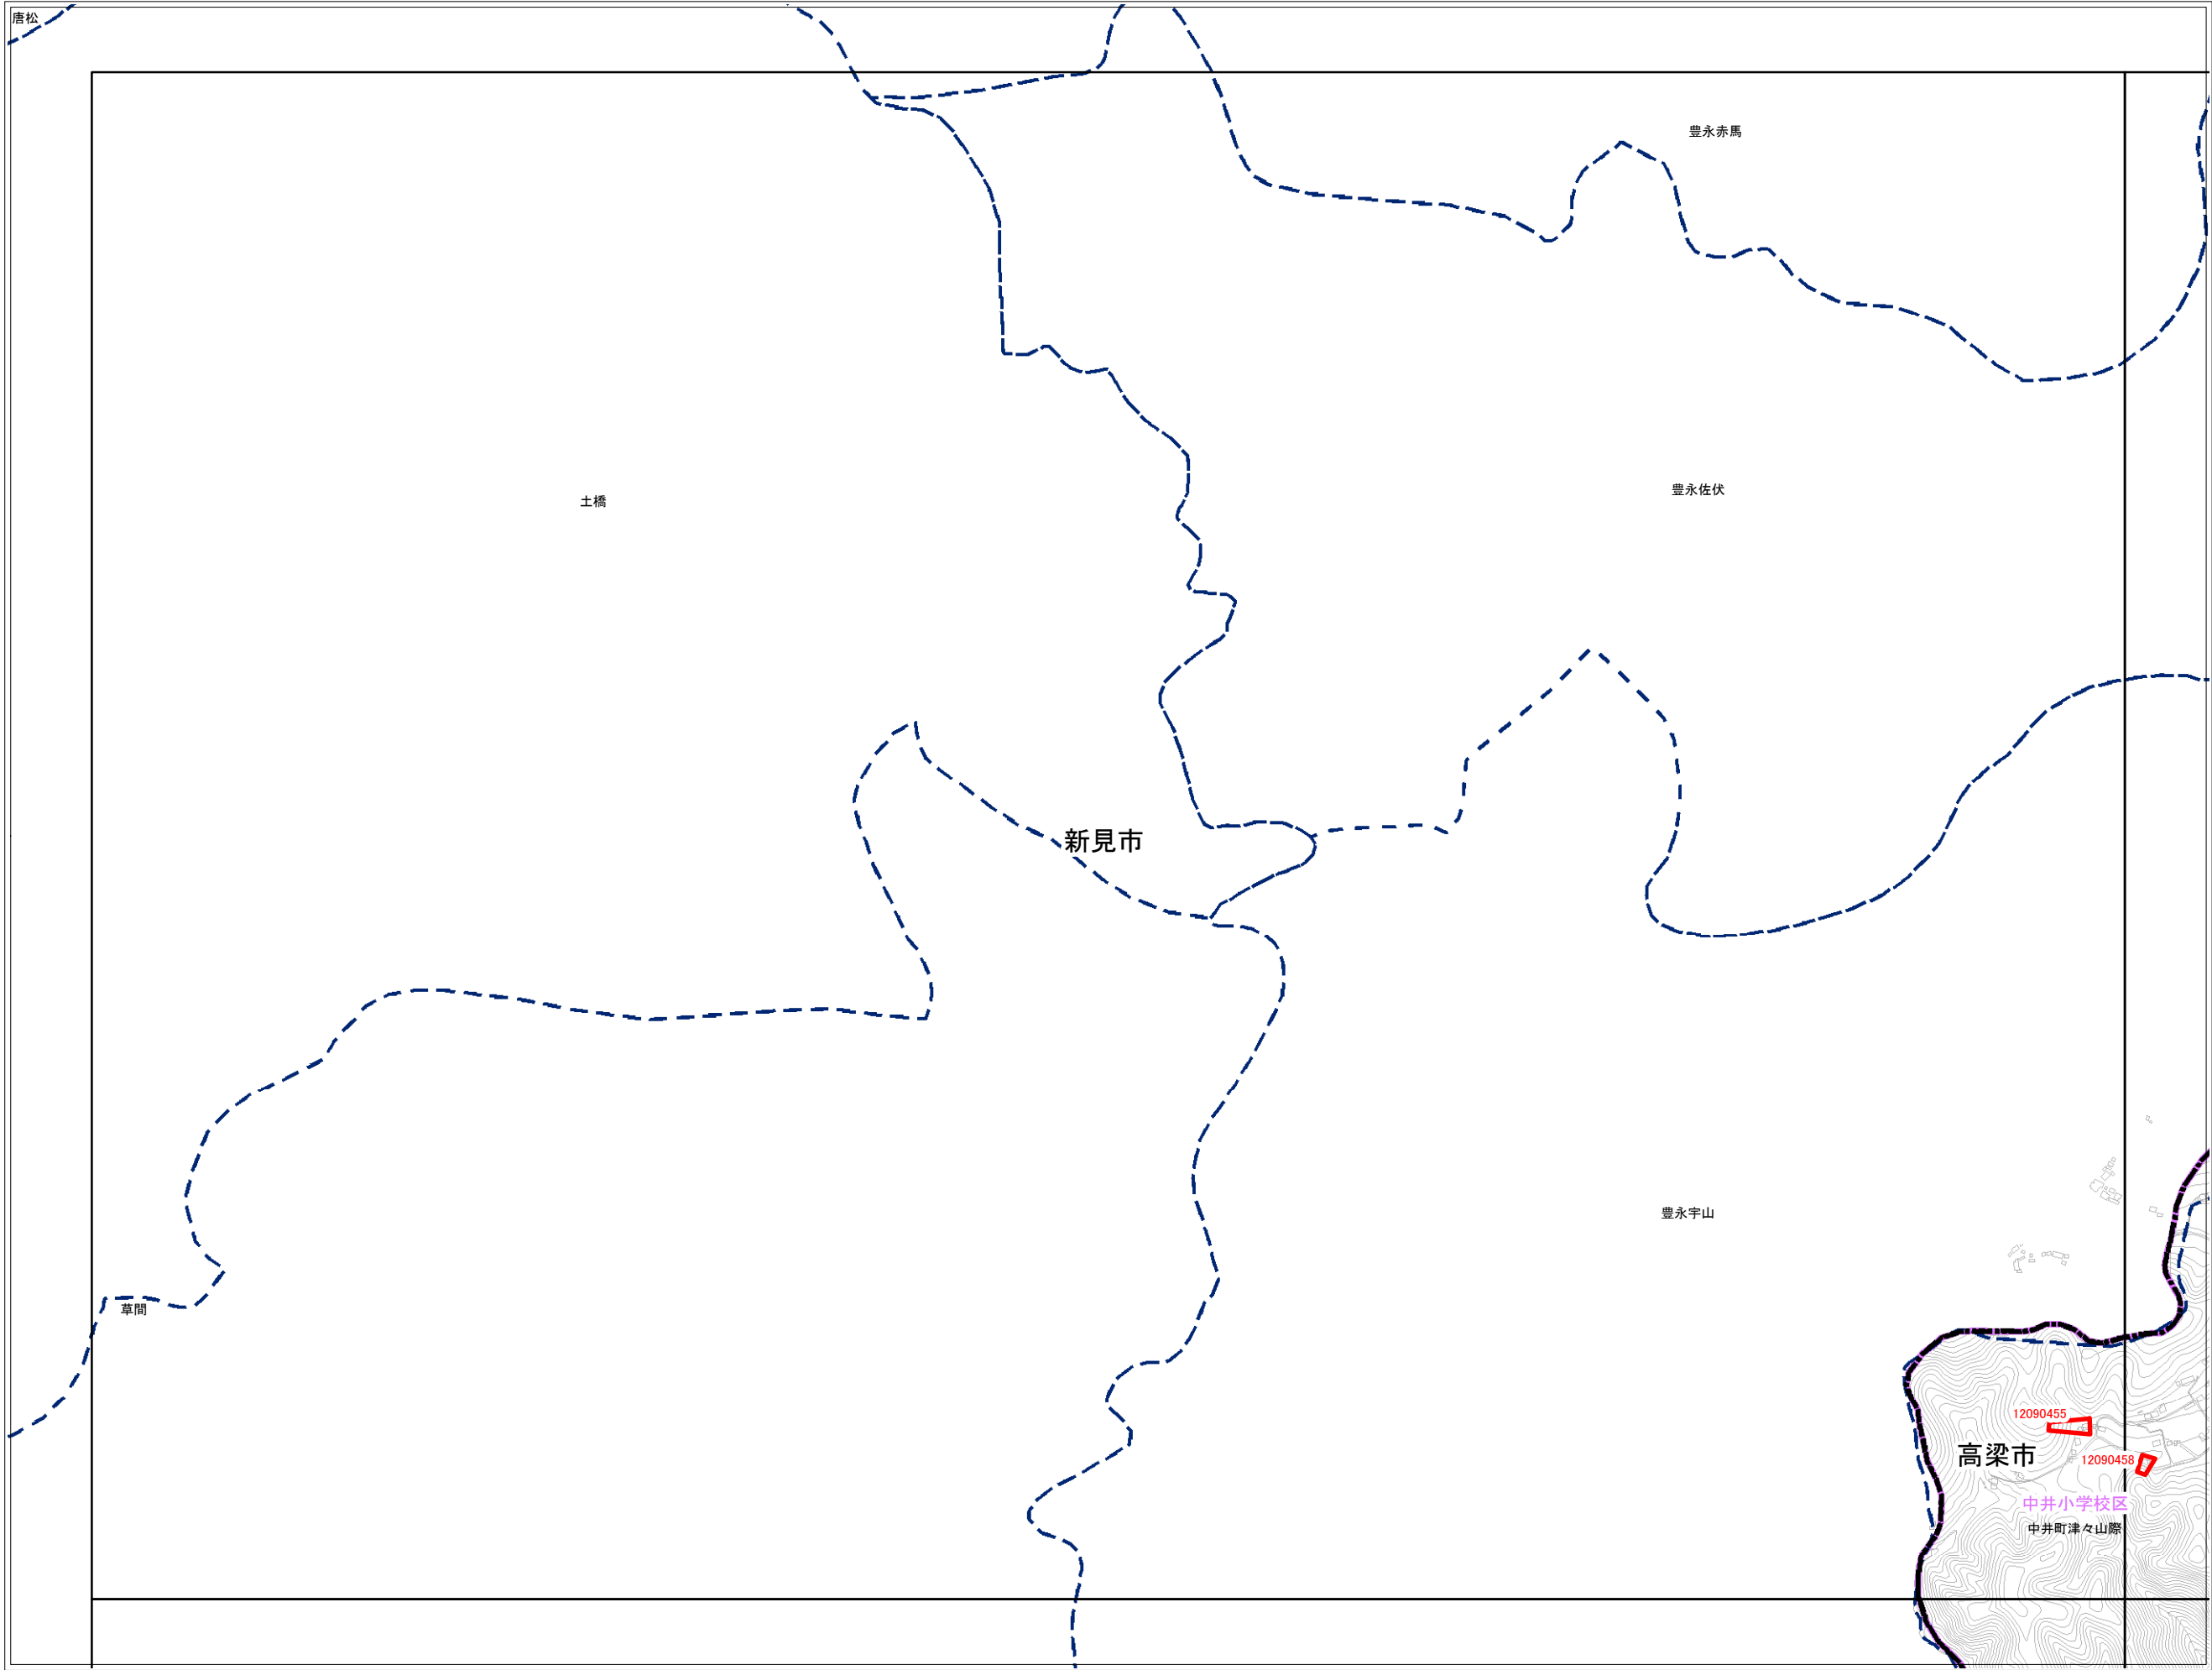 唐松
豊永赤馬
豊永佐伏
土橋
新見市
豊永宇山
草間
12090455
高梁市
12090458
中井小学校区
中井町津々山際